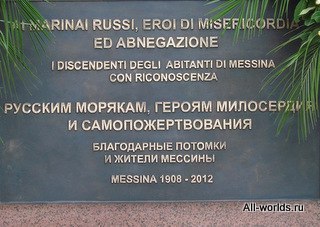 AI MARINAI RUSSI, EROI DI MISERICORDIA
ED ABNEGAZIONE
I DISCENDENTI DEGLI ABITANTI DI MESSINA
CON RICONOSCENZA
РУССКИМ МОРЯКАМ, ГЕРОЯМ МИЛОСЕРДИЯ
И САМОПОЖЕРТВОВАНИЯ
БЛАГОДАРНЫЕ ПОТОМКИ
И ЖИТЕЛИ МЕССИНЫ
MESSINA 1908 - 2012
All-worlds.ru